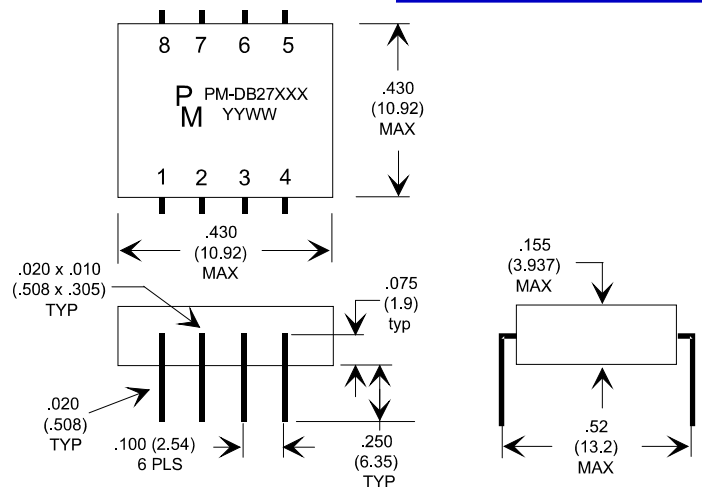 8 7 6 5
P PM-DB27XXX
M YYWW
1 2 3 4
.430
(10.92)
MAX
.430
(10.92)
MAX
.020 x .010
(.508 x .305)
TYP
.075
(1.9)
typ
.155
(3.937)
MAX
.020
(.508)
TYP
.100 (2.54)
6 PLS
.250
(6.35)
TYP
.52
(13.2)
MAX